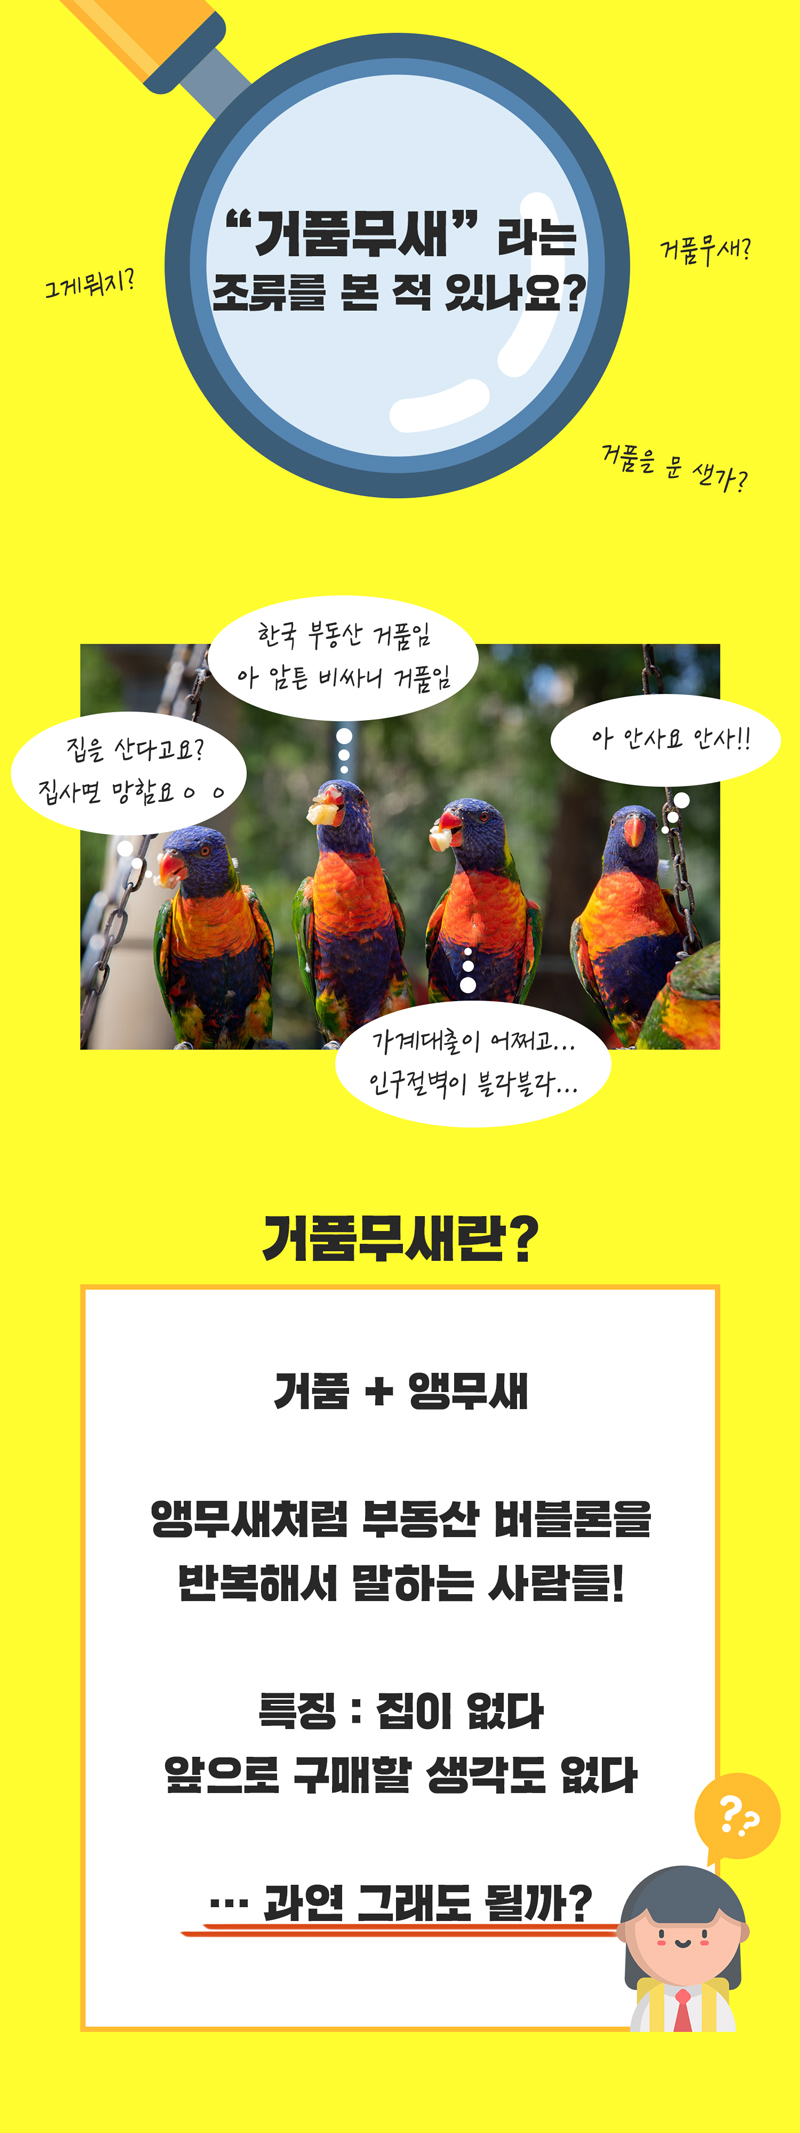 “거품무새” 라는
조류를 본 적 있나요?
그게뭐지?
거품무새?
거품을 문 샌가?
한국 부동산 거품임
아 암튼 비싸니 거품임
집을 산다고요?
집사면 망함요ㅇ ㅇ
아 안사요 안사!!
가계대출이 어쩌고...
인구절벽이 블라블라...
거품무새란?
거품 + 앵무새
앵무새처럼 부동산 버블론을
반복해서 말하는 사람들!
특징 : 집이 없다
앞으로 구매할 생각도 없다
... 과연 그래도 될까?
??